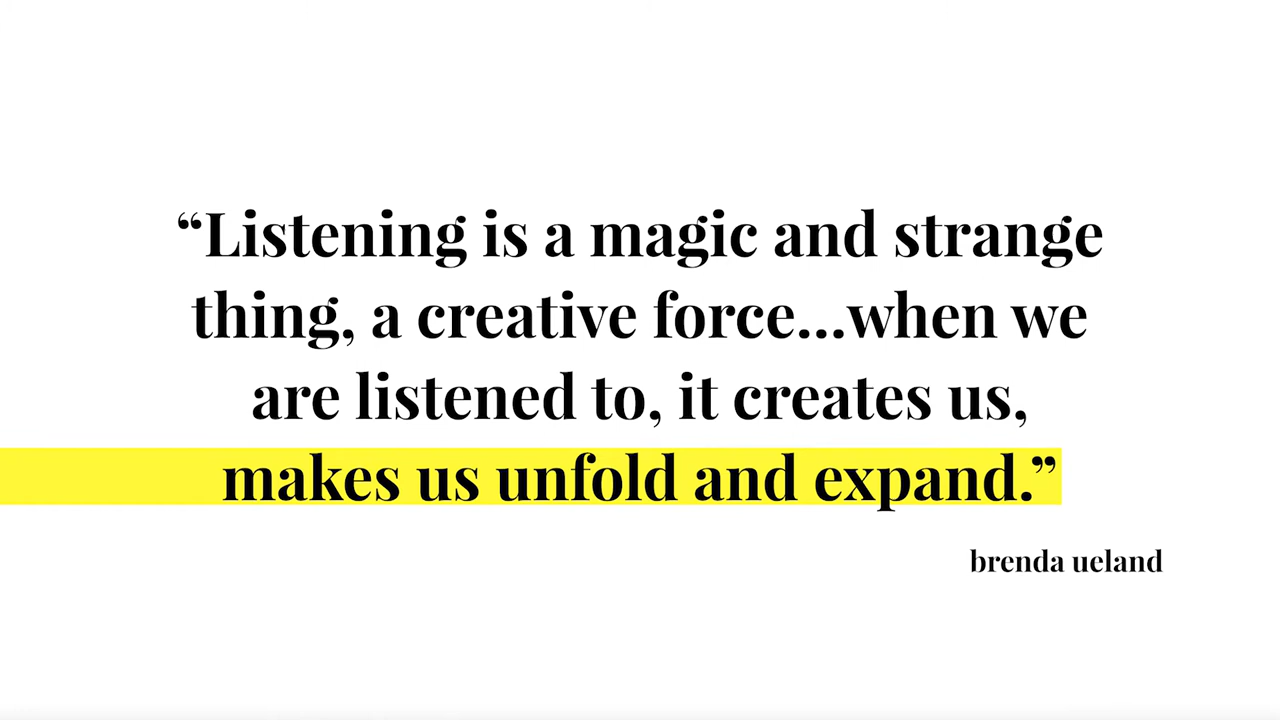 “Listening is a magic and strange
thing, a creative force...when we
are listened to, it creates us,
makes us unfold and expand.”
brenda ueland